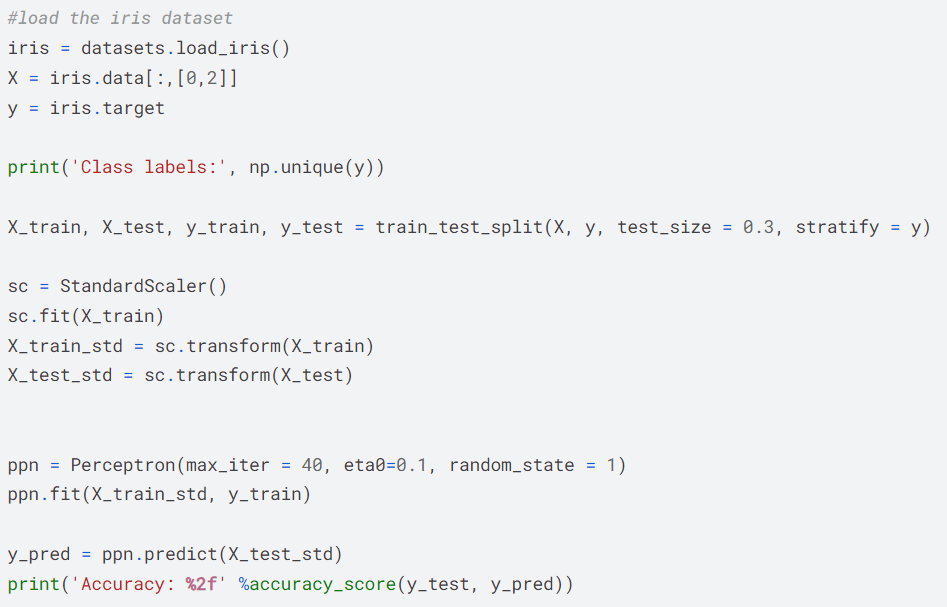 #load the iris dataset
iris = datasets.load_iris()
X = iris.data[:,[0,2]]
y = iris.target
print('Class labels:', np.unique(y))
X_train, X_test, y_train, y_test = train_test_split(X, y, test_size = 0.3, stratify = y)
sc = StandardScaler()
sc.fit(X_train)
X_train_std = sc.transform(X_train)
X_test_std = sc.transform(X_test)
ppn = Perceptron(max_iter = 40, eta0=0.1, random_state = 1)
ppn.fit(X_train_std, y_train)
y_pred = ppn.predict(X_test_std)
print('Accuracy: %2f' %accuracy_score(y_test, y_pred))